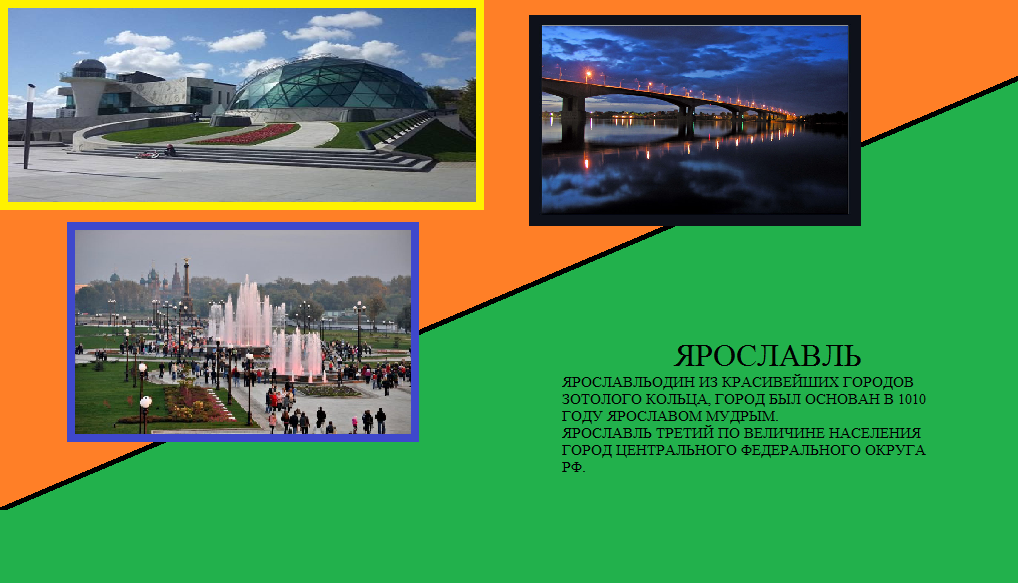 ЯРОСЛАВЛЬ
ЯРОСЛАВЛЬОДИН ИЗ КРАСИВЕЙШИХ ГОРОДОВ
ЗОТОЛОГО КОЛЬЦА, ГОРОД БЫЛ ОСНОВАН В 1010
ГОДУ ЯРОСЛАВОМ МУДРЫМ.
ЯРОСЛАВЛЬ ТРЕТИЙ ПО ВЕЛИЧИНЕ НАСЕЛЕНИЯ
ГОРОД ЦЕНТРАЛЬНОГО ФЕДЕРАЛЬНОГО ОКРУГА
РФ.